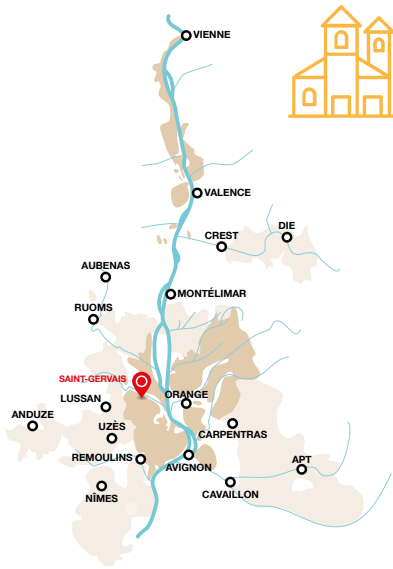 VIENNE
VALENCE
CREST
DIE
AUBENAS
MONTÉLIMAR
RUOMS
SAINT-GERVAIS
LUSSAN
ORANGE
ANDUZE
UZÈS
CARPENTRAS
REMOULINS
AVIGNON
APT
NÎMES
CAVAILLON